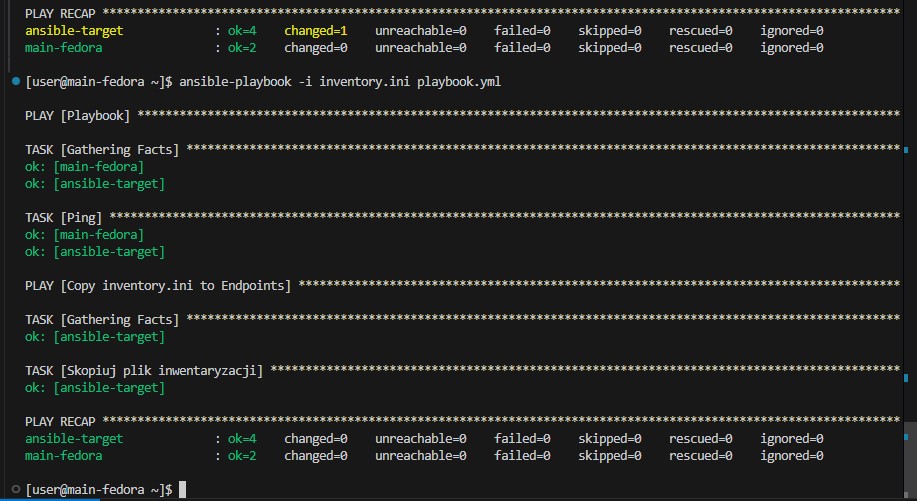 PLAY RECAP ******************************************************************************************************************
ansible-target             : ok=4    changed=1    unreachable=0    failed=0    skipped=0    rescued=0    ignored=0
main-fedora                : ok=2    changed=0    unreachable=0    failed=0    skipped=0    rescued=0    ignored=0
[user@main-fedora ~]$ ansible-playbook -i inventory.ini playbook.yml
PLAY [Playbook] *************************************************************************************************************
TASK [Gathering Facts] ******************************************************************************************************
ok: [main-fedora]
ok: [ansible-target]
TASK [Ping] *****************************************************************************************************************
ok: [main-fedora]
ok: [ansible-target]
PLAY [Copy inventory.ini to Endpoints] **************************************************************************************
TASK [Gathering Facts] ******************************************************************************************************
ok: [ansible-target]
TASK [Skopiuj plik inwentaryzacji] ******************************************************************************************
ok: [ansible-target]
PLAY RECAP ******************************************************************************************************************
ansible-target             : ok=4    changed=0    unreachable=0    failed=0    skipped=0    rescued=0    ignored=0
main-fedora                : ok=2    changed=0    unreachable=0    failed=0    skipped=0    rescued=0    ignored=0
[user@main-fedora ~]$